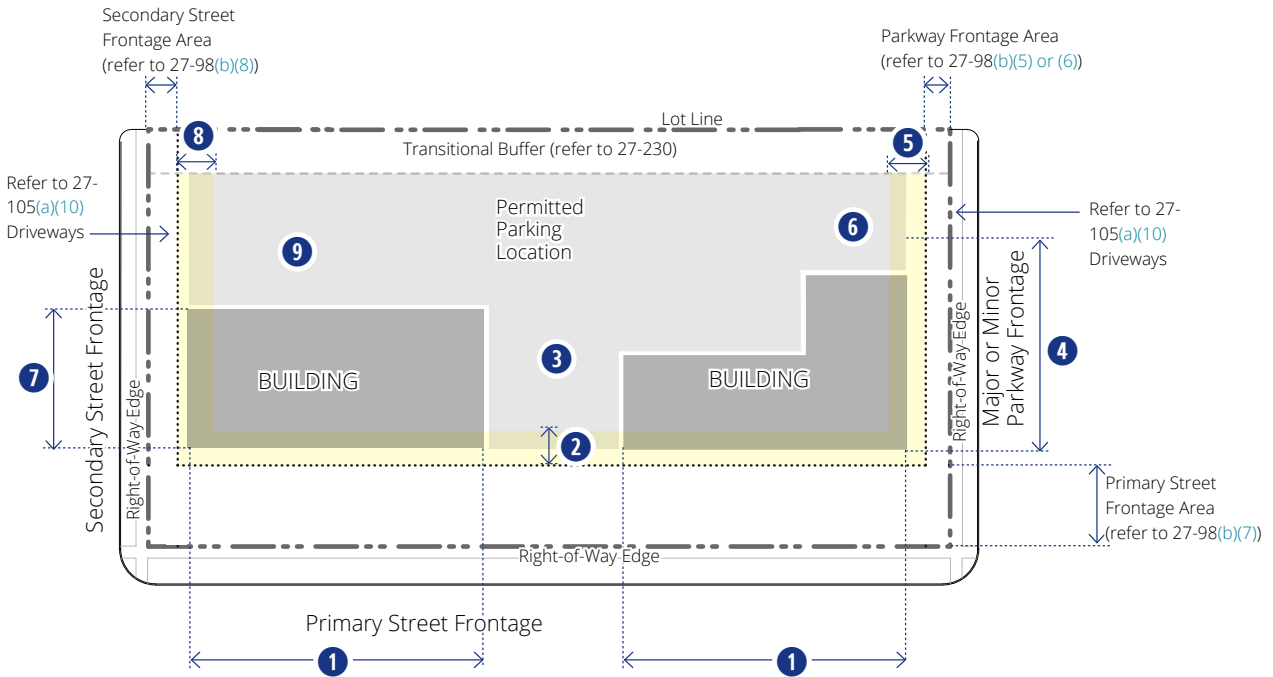 Secondary Street
Frontage Area
(refer to 27-98(b)(8))
Parkway Frontage Area
(refer to 27-98(b)(5) or (6))
Lot Line
8
Transitional Buffer (refer to 27-230)
5
Refer to 27-
105(a)(10)
Driveways
Permitted
Parking
Location
9
6
Refer to 27-
105(a)(10)
Driveways
Secondary Street Frontage
Right-of-Way Edge
7
BUILDING
3
BUILDING
2
Right-of-Way Edge
Major or Minor
Parkway Frontage
4
Primary Street
Frontage Area
(refer to 27-98(b)(7))
Right-of-Way Edge
Primary Street Frontage
1
1